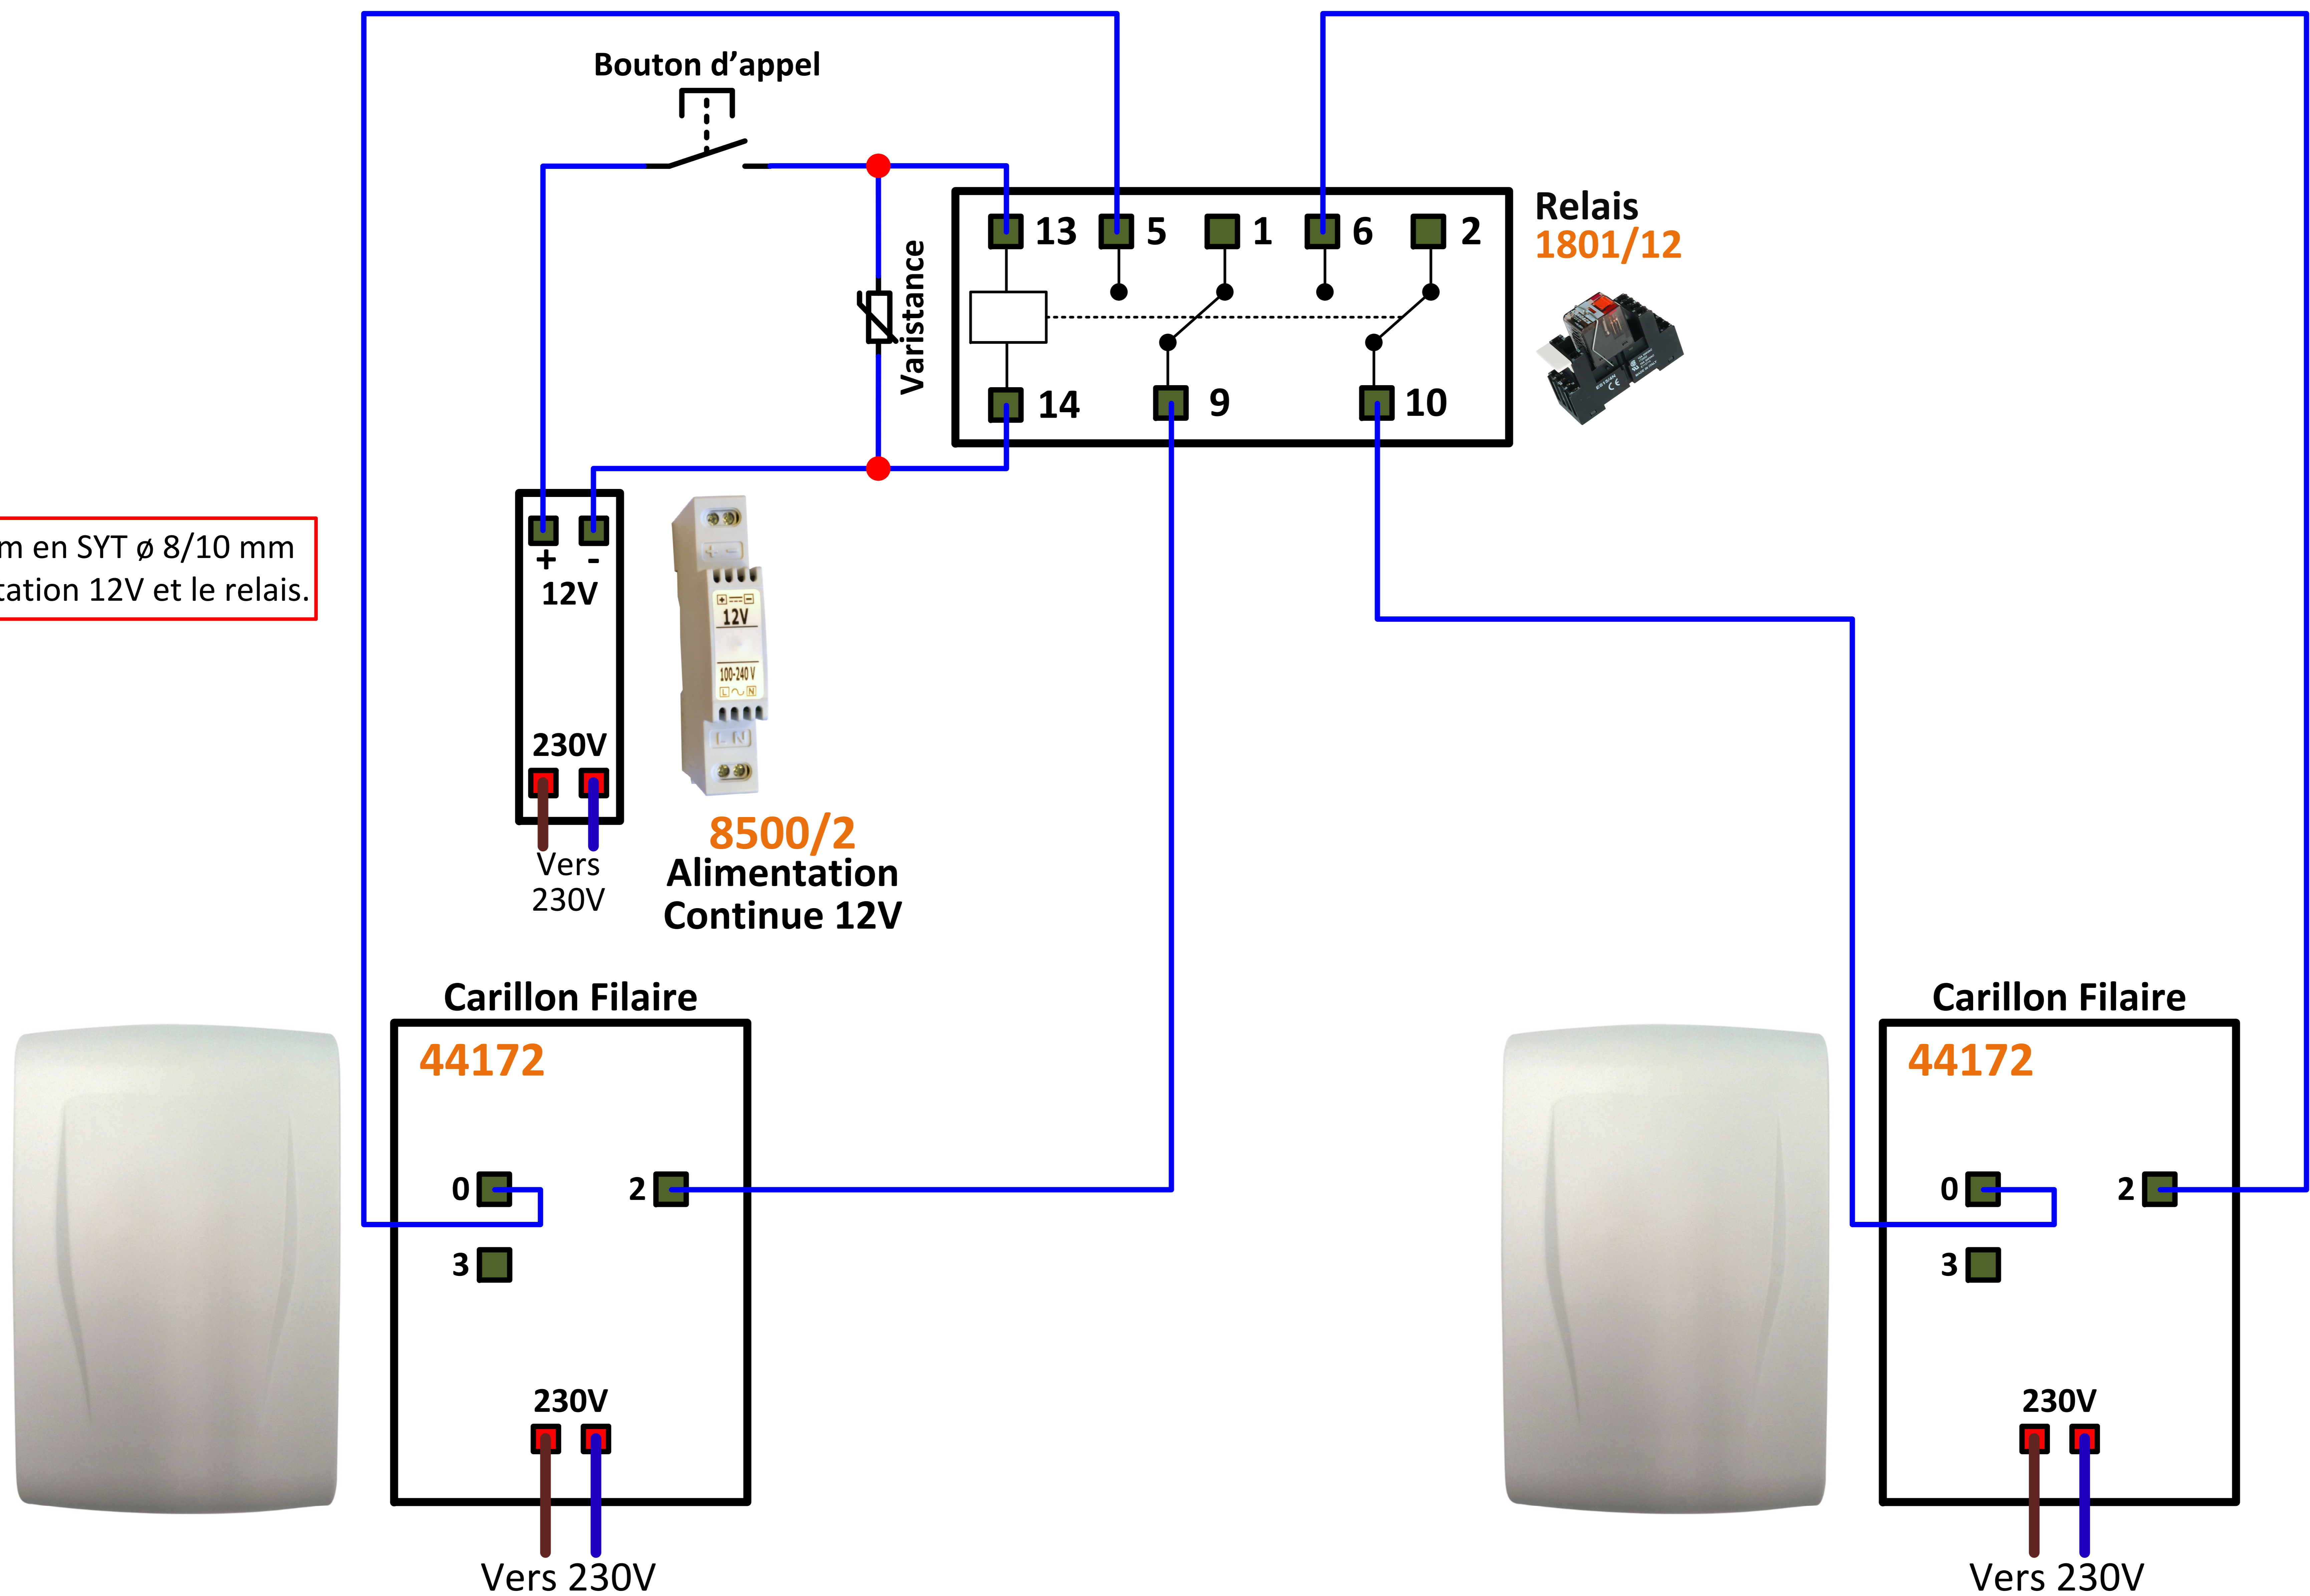 Bouton d’appel
13
5
1
6
2
Relais
1801/12
Varistance
14
9
10
m en SYT ø 8/10 mm
tation 12V et le relais.
+ -
12V
230V
Vers
230V
+ -
12V
100-240 V
L N
L N
8500/2
Alimentation
Continue 12V
Carillon Filaire
44172
0
2
3
230V
Vers 230V
Carillon Filaire
44172
0
2
3
230V
Vers 230V